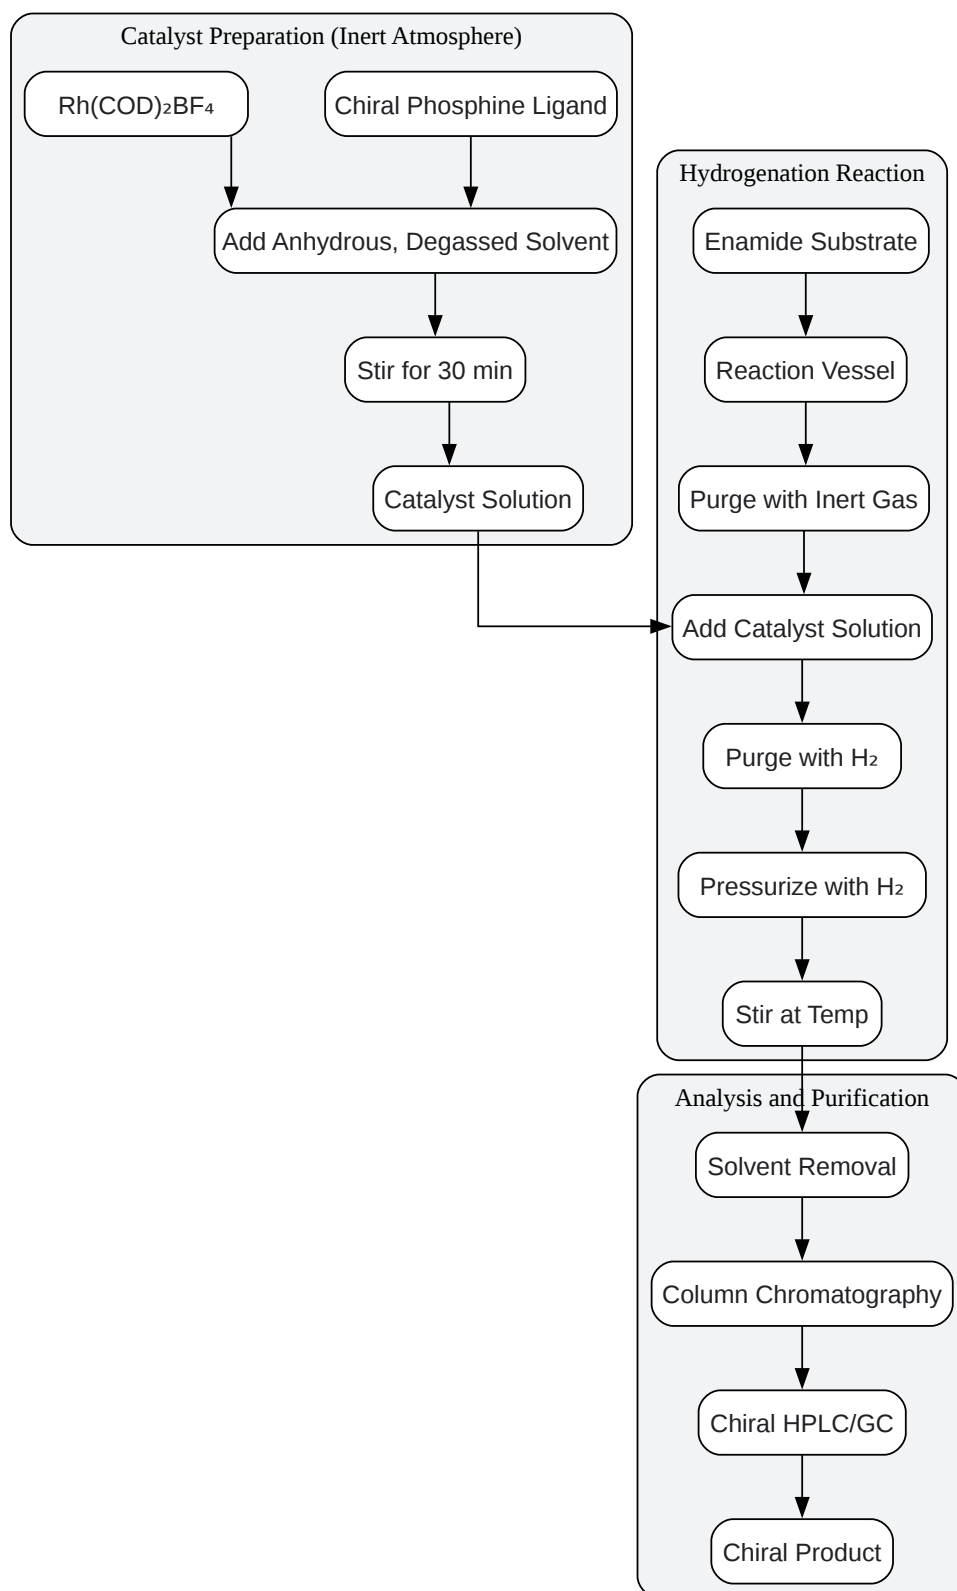 Catalyst Preparation (Inert Atmosphere)
Rh(COD)₂BF₄
Chiral Phosphine Ligand
Add Anhydrous, Degassed Solvent
Stir for 30 min
Catalyst Solution
Hydrogenation Reaction
Enamide Substrate
Reaction Vessel
Purge with Inert Gas
Add Catalyst Solution
Purge with H₂
Pressurize with H₂
Stir at Temp
Analysis and Purification
Solvent Removal
Column Chromatography
Chiral HPLC/GC
Chiral Product